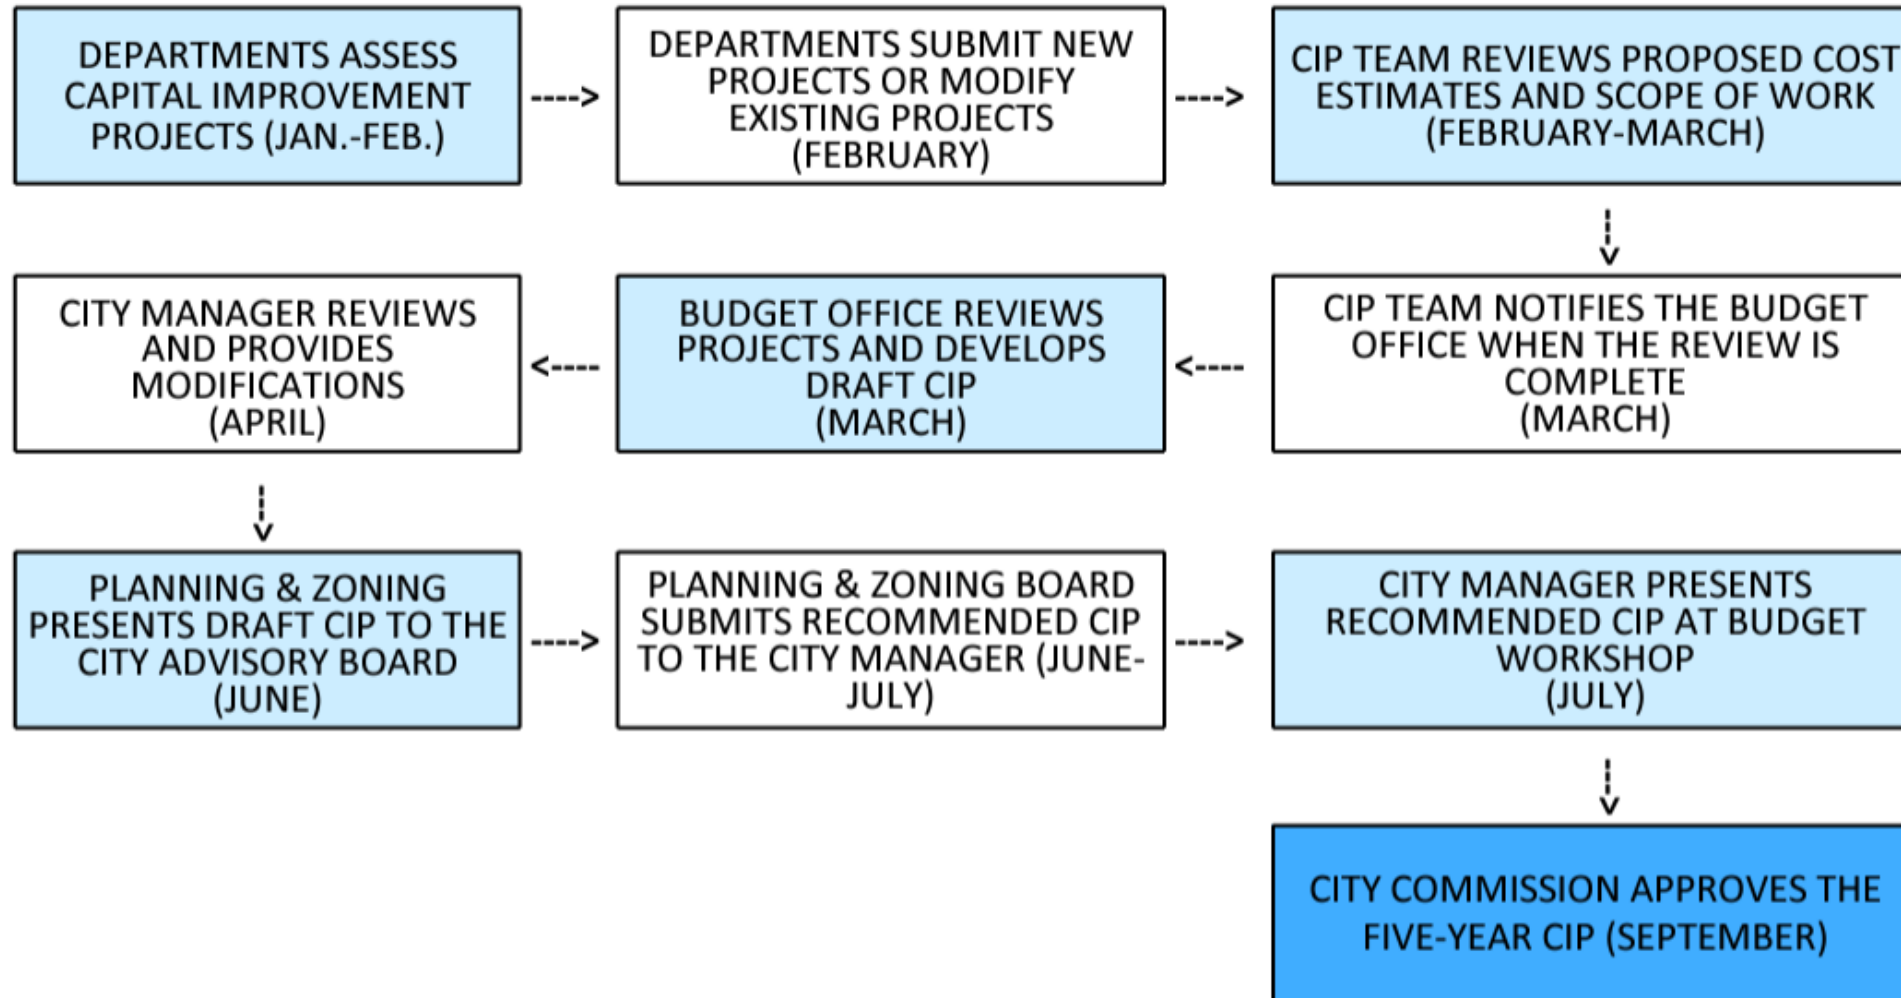 DEPARTMENTS ASSESS
CAPITAL IMPROVEMENT
PROJECTS (JAN.-FEB.)
---->
DEPARTMENTS SUBMIT NEW
PROJECTS OR MODIFY
EXISTING PROJECTS
(FEBRUARY)
---->
CIP TEAM REVIEWS PROPOSED COST
ESTIMATES AND SCOPE OF WORK
(FEBRUARY-MARCH)
---->
CIP TEAM NOTIFIES THE BUDGET
OFFICE WHEN THE REVIEW IS
COMPLETE
(MARCH)
<----
BUDGET OFFICE REVIEWS
PROJECTS AND DEVELOPS
DRAFT CIP
(MARCH)
<----
CITY MANAGER REVIEWS
AND PROVIDES
MODIFICATIONS
(APRIL)
---->
PLANNING & ZONING
PRESENTS DRAFT CIP TO THE
CITY ADVISORY BOARD
(JUNE)
---->
PLANNING & ZONING BOARD
SUBMITS RECOMMENDED CIP
TO THE CITY MANAGER (JUNE-
JULY)
---->
CITY MANAGER PRESENTS
RECOMMENDED CIP AT BUDGET
WORKSHOP
(JULY)
---->
CITY COMMISSION APPROVES THE
FIVE-YEAR CIP (SEPTEMBER)